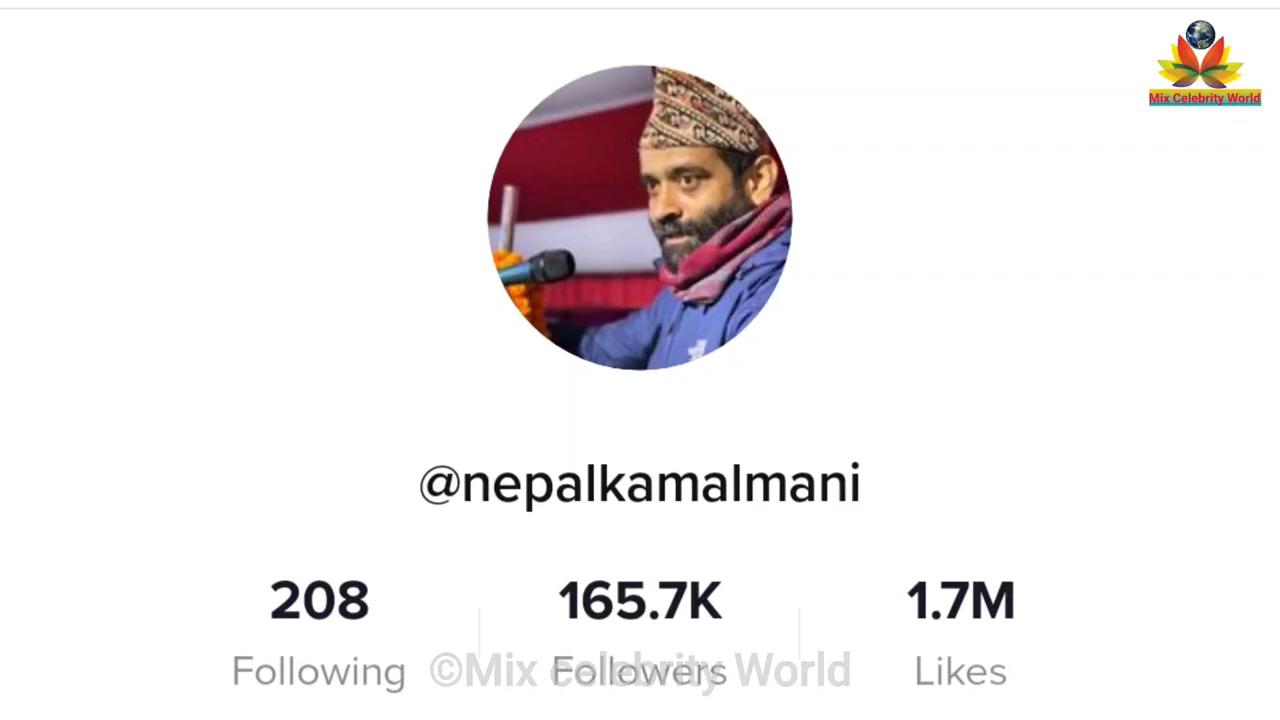 Mix Celebrity World
@nepalkamalmani
208 165.7K 1.7M
Following Followers Likes
©Mix celebrity World